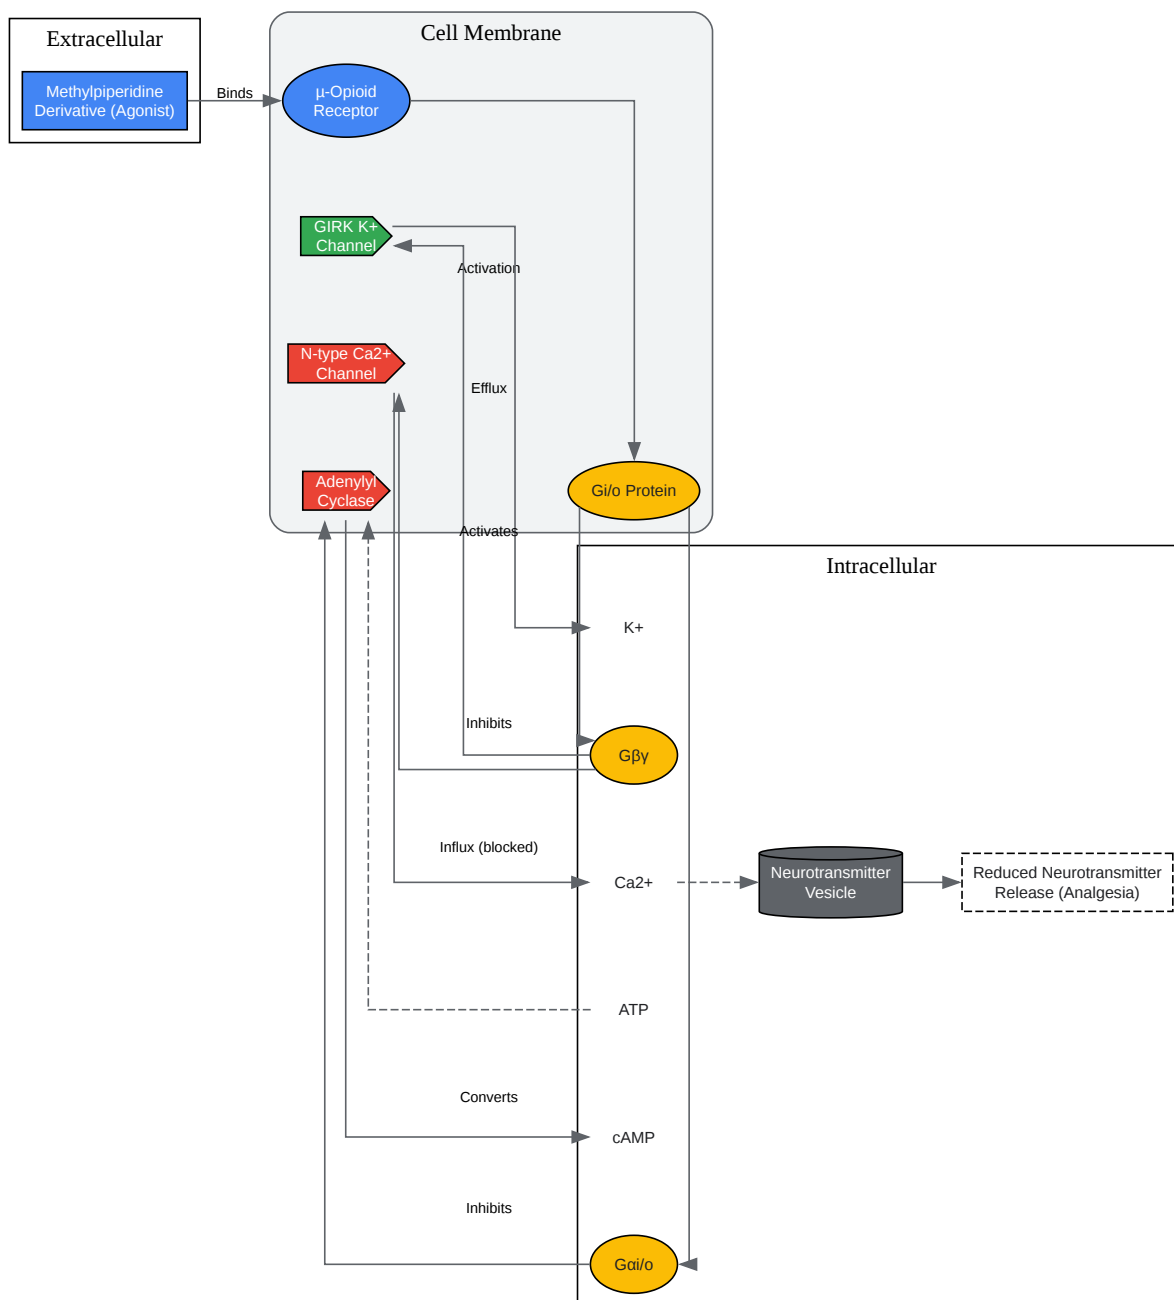 Extracellular
Cell Membrane
Methylpiperidine
Derivative (Agonist)
Binds
µ-Opioid
Receptor
GIRK K+
Channel
Activation
N-type Ca2+
Channel
Efflux
Adenylyl
Cyclase
Gi/o Protein
Activates
Intracellular
K+
Inhibits
Gβγ
Influx (blocked)
Ca2+
Neurotransmitter
Vesicle
Reduced Neurotransmitter
Release (Analgesia)
ATP
Converts
cAMP
Inhibits
Gαi/o